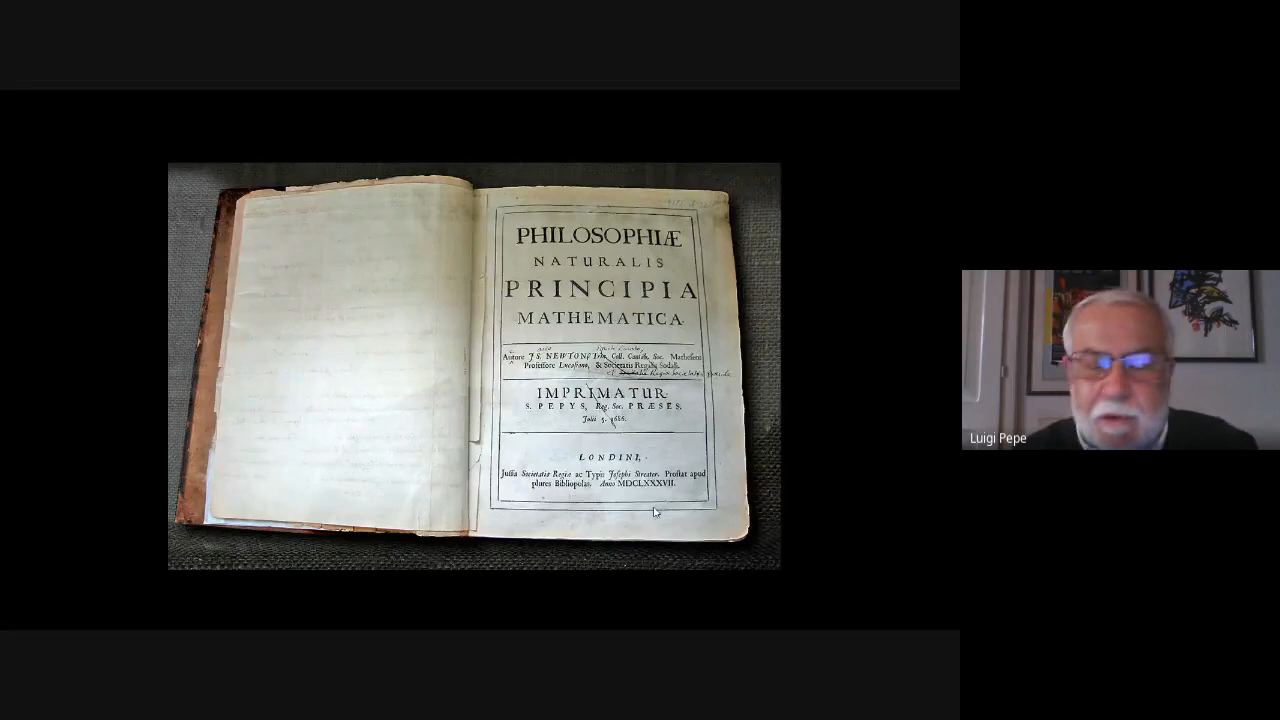 PHILOSOPHIÆ
NATURALIS
PRINCIPIA
MATHEMATICA.
Autore JS. NEWTON, Trin. Coll. Cantab. Soc. Matheseos
Professore Lucasiano, & Societatis Regalis Sodali.
IMPRIMATUR.
S. PEPYS, Reg. Soc. PRÆSES.
Julii 5. 1686.
LONDINI,
Jussu Societatis Regiæ ac Typis Josephi Streater. Prostat apud
plures Bibliopolas. Anno MDCLXXXVII.
Luigi Pepe